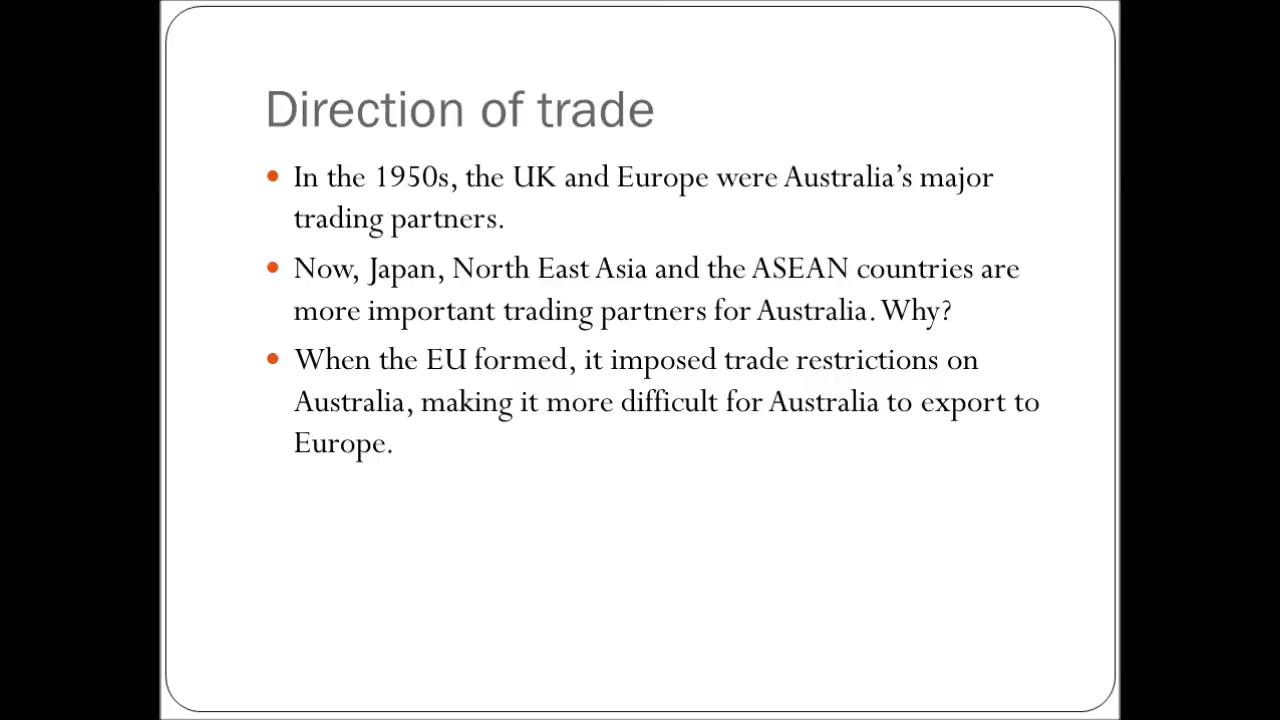 Direction of trade
• In the 1950s, the UK and Europe were Australia's major
trading partners.
• Now, Japan, North East Asia and the ASEAN countries are
more important trading partners for Australia. Why?
• When the EU formed, it imposed trade restrictions on
Australia, making it more difficult for Australia to export to
Europe.